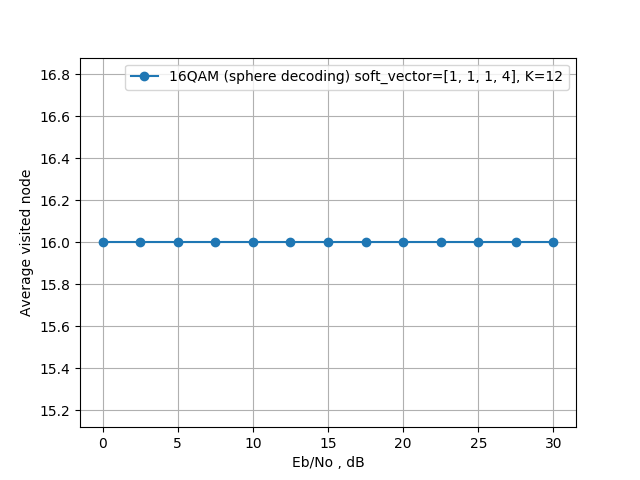 16QAM (sphere decoding) soft_vector=[1, 1, 1, 4], K=12
16.8
16.6
16.4
16.2
16.0
15.8
15.6
15.4
15.2
Average visited node
0 5 10 15 20 25 30
Eb/No , dB